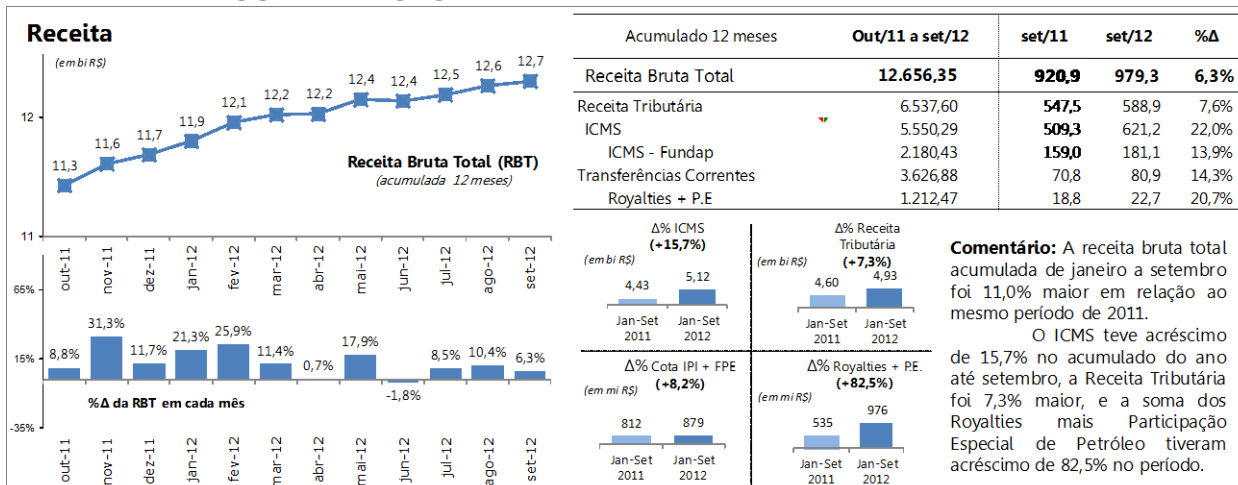 Receita
(em bi R$)
12
11
11,3 11,6 11,7 11,9 12,1 12,2 12,2 12,4 12,4 12,5 12,6 12,7
Receita Bruta Total (RBT)
(acumulada 12 meses)
out-11 nov-11 dez-11 jan-12 fev-12 mar-12 abr-12 mai-12 jun-12 jul-12 ago-12 set-12
65%
15%
-35%
8,8% 31,3% 11,7% 21,3% 25,9% 11,4% 0,7% 17,9% -1,8% 8,5% 10,4% 6,3%
%Δ da RBT em cada mês
out-11 nov-11 dez-11 jan-12 fev-12 mar-12 abr-12 mai-12 jun-12 jul-12 ago-12 set-12
Acumulado 12 meses Out/11 a set/12 set/11 set/12 %Δ
Receita Bruta Total 12.656,35 920,9 979,3 6,3%
Receita Tributária 6.537,60 547,5 588,9 7,6%
ICMS 5.550,29 509,3 621,2 22,0%
ICMS - Fundap 2.180,43 159,0 181,1 13,9%
Transferências Correntes 3.626,88 70,8 80,9 14,3%
Royalties + P.E 1.212,47 18,8 22,7 20,7%
Δ% ICMS
(+15,7%)
(em bi R$)
4,43 5,12
Jan-Set Jan-Set
2011 2012
Δ% Receita
Tributária
(+7,3%)
(em bi R$)
4,60 4,93
Jan-Set Jan-Set
2011 2012
Δ% Cota IPI + FPE
(+8,2%)
(em mi R$)
812 879
Jan-Set Jan-Set
2011 2012
Δ% Royalties + P.E.
(+82,5%)
(em mi R$)
535 976
Jan-Set Jan-Set
2011 2012
Comentário: A receita bruta total
acumulada de janeiro a setembro
foi 11,0% maior em relação ao
mesmo período de 2011.
O ICMS teve acréscimo
de 15,7% no acumulado do ano
até setembro, a Receita Tributária
foi 7,3% maior, e a soma dos
Royalties mais Participação
Especial de Petróleo tiveram
acréscimo de 82,5% no período.